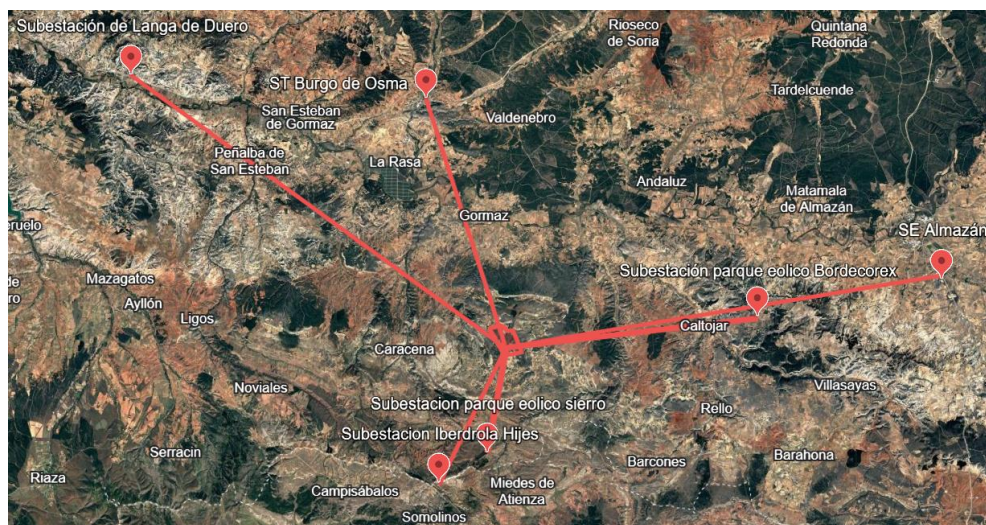 Subestación de Langa de Duero
Rioseco
de Soria
Quintana
Redonda
ST Burgo de Osma
Tardelcuende
San Esteban
de Gormaz
Valdenebro
Peñalba de
San Esteban
La Rasa
Andaluz
Matamala
de Almazán
Gormaz
eruelo
SE Almazán
Mazagatos
Subestación parque eolico Bordecorex
de
ro
Ayllón
Ligos
Caltojar
Caracena
Noviales
Villasayas
Subestacion parque eolico sierro
Rello
Subestacion Iberdrola Hijes
Serracin
Barcones
Barahona
Riaza
Campisábalos
Miedes de
Atienza
Somolinos